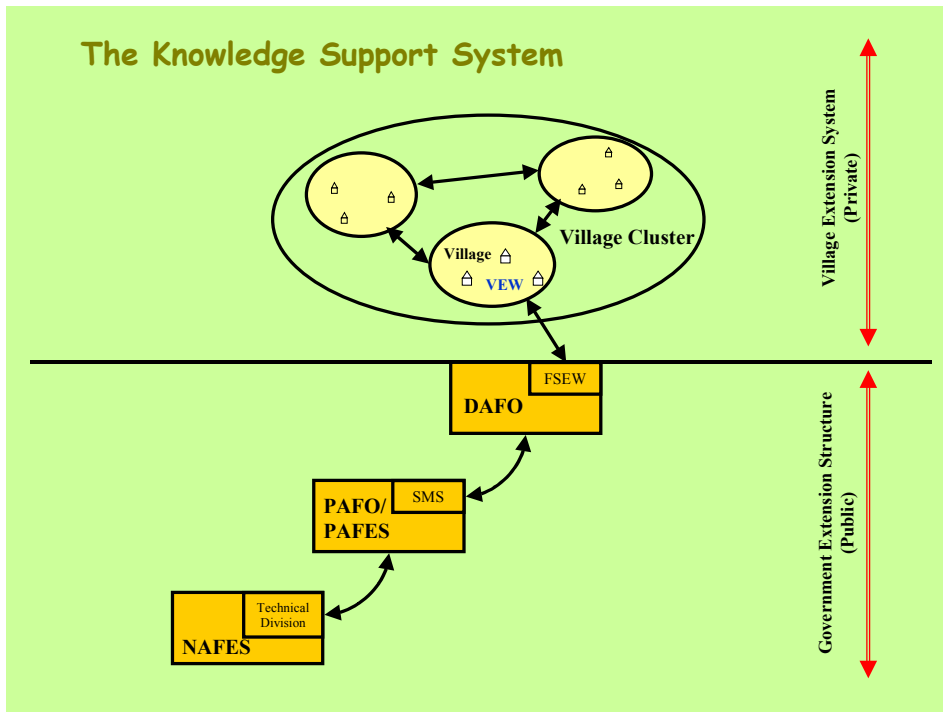 The Knowledge Support System
Village Extension System
(Private)
Village Cluster
Village
VEW
FSEW
DAFO
SMS
PAFO/
PAFES
Technical
Division
NAFES
Government Extension Structure
(Public)